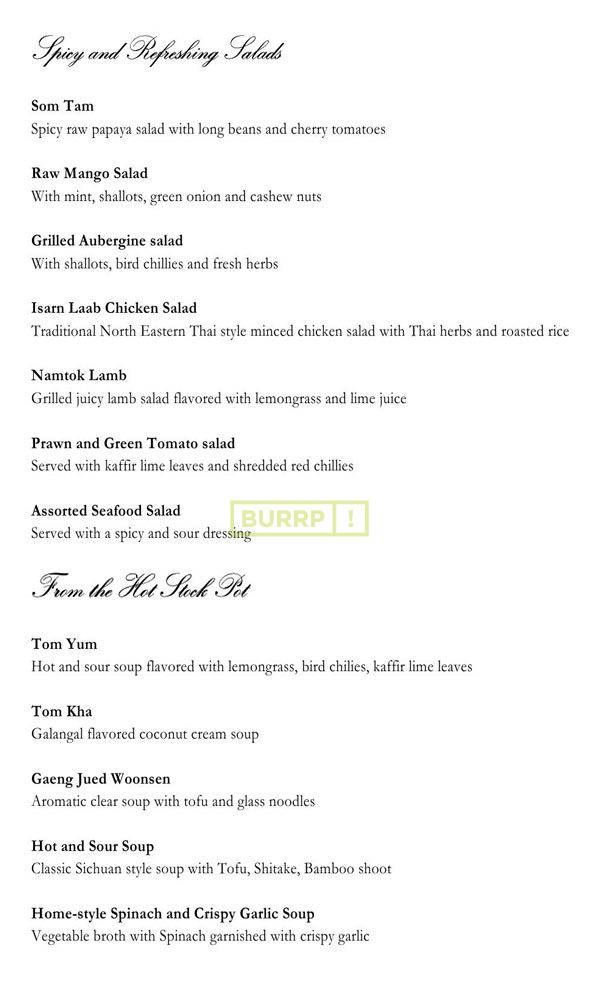 Spicy and Refreshing Salads
Som Tam
Spicy raw papaya salad with long beans and cherry tomatoes
Raw Mango Salad
With mint, shallots, green onion and cashew nuts
Grilled Aubergine salad
With shallots, bird chillies and fresh herbs
Isarn Laab Chicken Salad
Traditional North Eastern Thai style minced chicken salad with Thai herbs and roasted rice
Namtok Lamb
Grilled juicy lamb salad flavored with lemongrass and lime juice
Prawn and Green Tomato salad
Served with kaffir lime leaves and shredded red chillies
Assorted Seafood Salad
BURRP !
Served with a spicy and sour dressing
From the Hot Stock Pot
Tom Yum
Hot and sour soup flavored with lemongrass, bird chilies, kaffir lime leaves
Tom Kha
Galangal flavored coconut cream soup
Gaeng Jued Woonsen
Aromatic clear soup with tofu and glass noodles
Hot and Sour Soup
Classic Sichuan style soup with Tofu, Shitake, Bamboo shoot
Home-style Spinach and Crispy Garlic Soup
Vegetable broth with Spinach garnished with crispy garlic